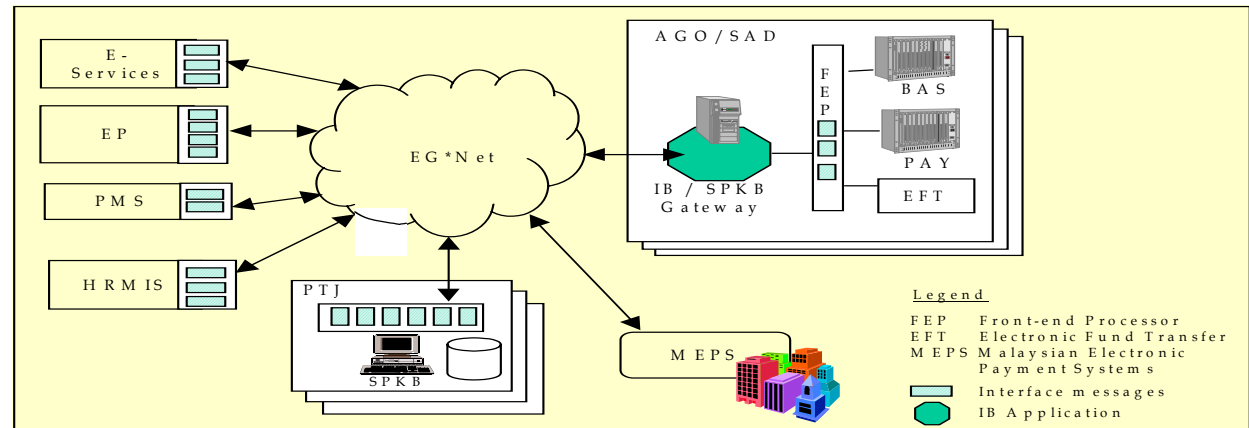 E-
Services
EP
PMS
HRMIS
EG*Net
PTJ
SPKB
AGO/SAD
IB / SPKB
Gateway
FEP
BAS
PAY
EFT
MEPS
Legend
FEP Front-end Processor
EFT Electronic Fund Transfer
MEPS Malaysian Electronic
Payment Systems
Interface messages
IB Application